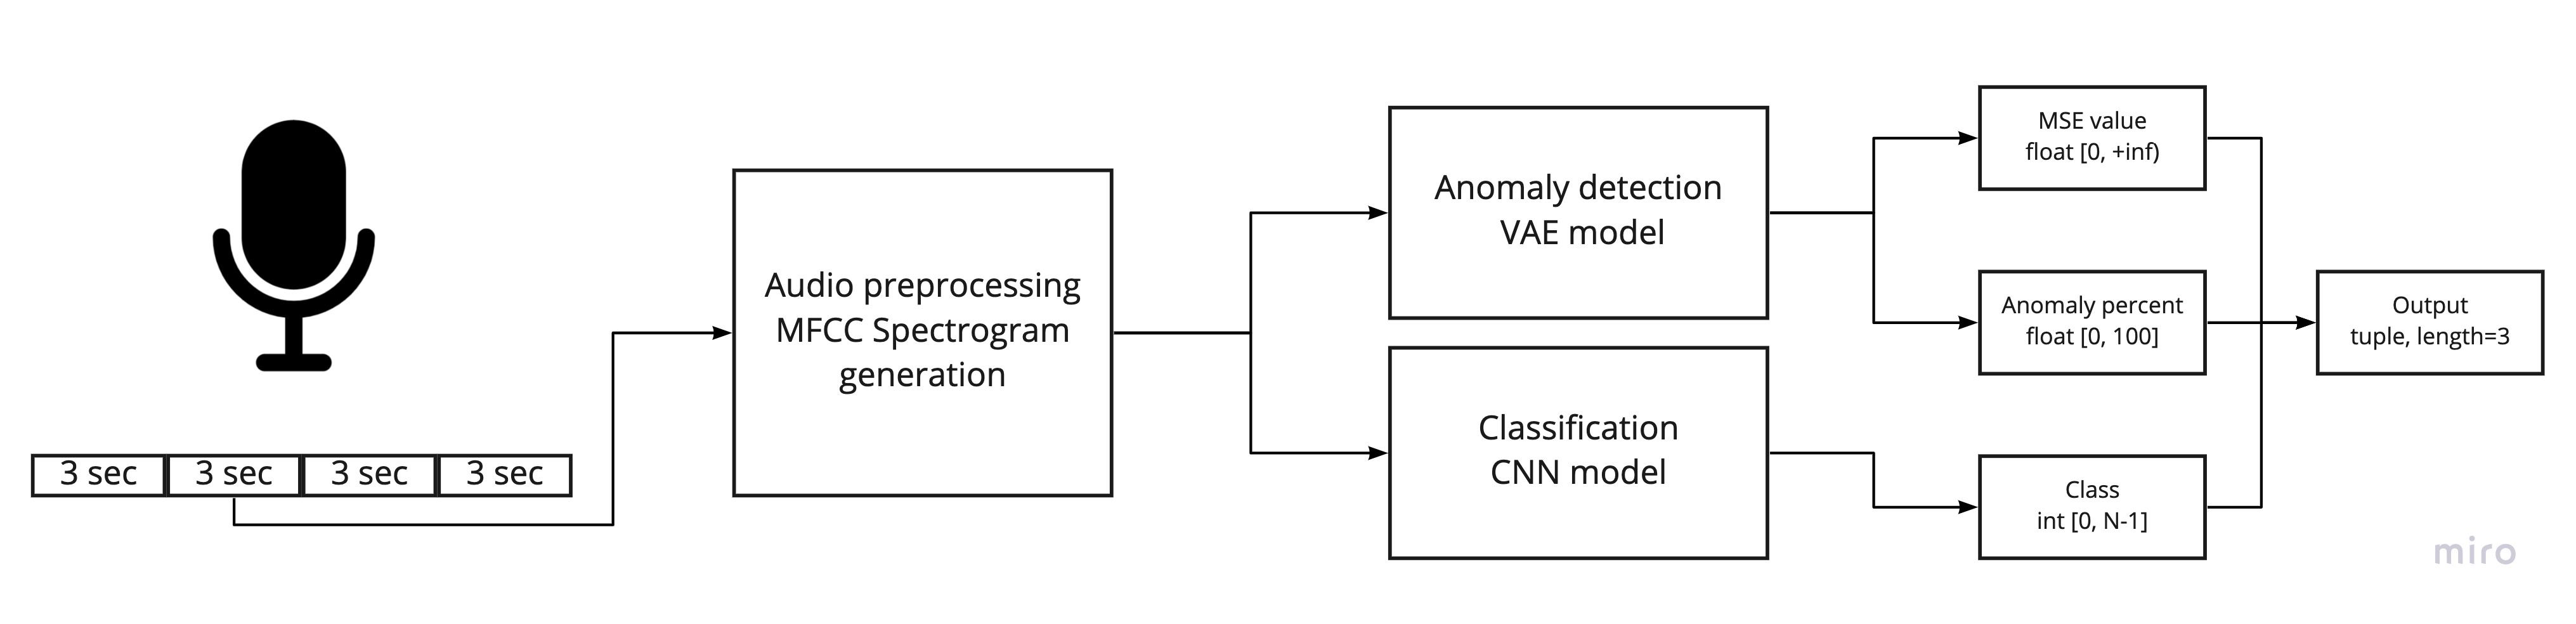 3 sec
3 sec
3 sec
3 sec
Audio preprocessing
MFCC Spectrogram
generation
Anomaly detection
VAE model
Classification
CNN model
MSE value
float [0, +inf)
Anomaly percent
float [0, 100]
Class
int [0, N-1]
Output
tuple, length=3
miro